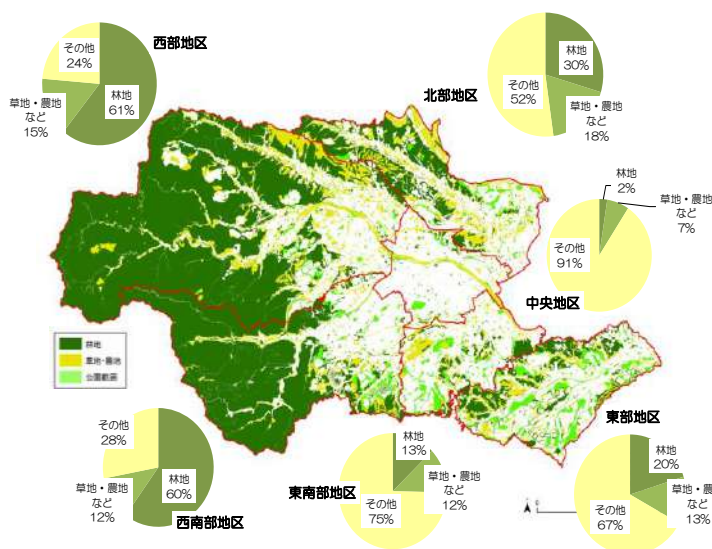 西部地区
その他
24%
林地
61%
草地・農地
など
15%
北部地区
林地
30%
その他
52%
草地・農地
など
18%
林地
2%
草地・農地
など
7%
その他
91%
中央地区
林地
草地・農地
公園緑地
東部地区
林地
20%
草地・農地
など
13%
その他
67%
その他
28%
林地
60%
草地・農地
など
12%
西南部地区
東南部地区
林地
13%
草地・農地
など
12%
その他
75%